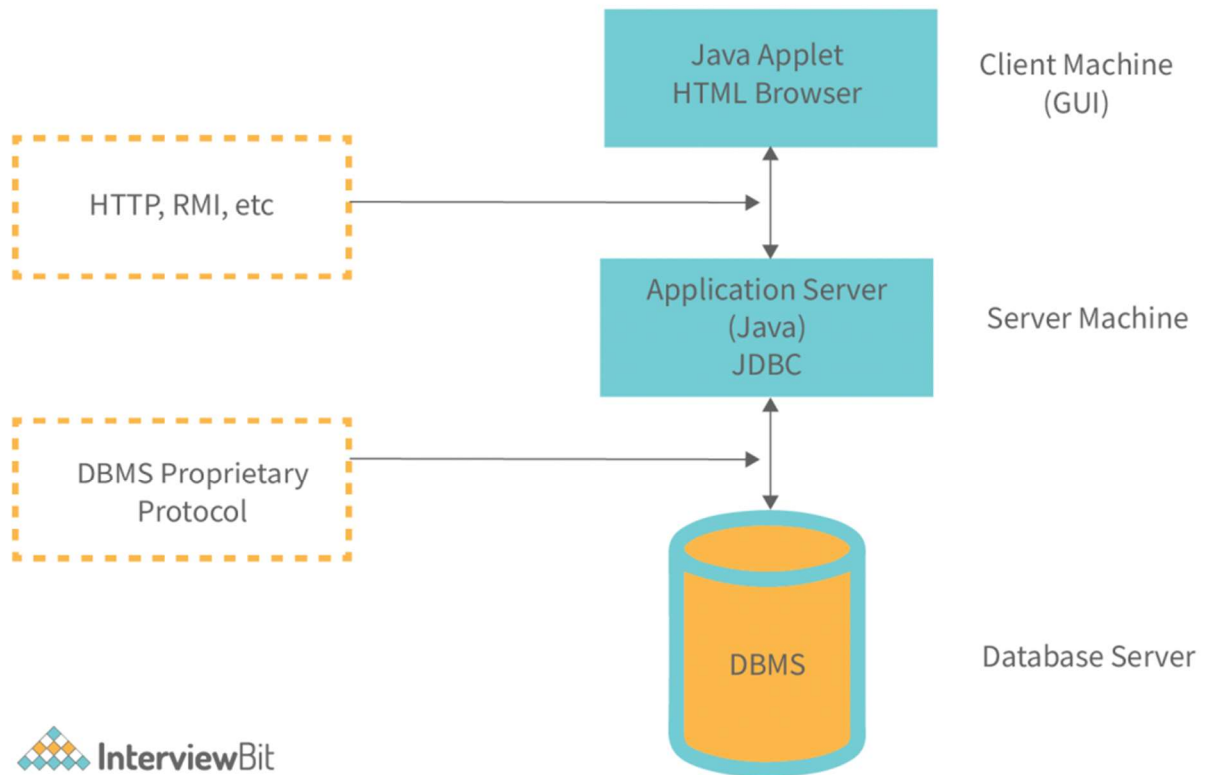 Java Applet
HTML Browser
Client Machine
(GUI)
HTTP, RMI, etc
Application Server
(Java)
JDBC
Server Machine
DBMS Proprietary
Protocol
DBMS
Database Server
InterviewBit